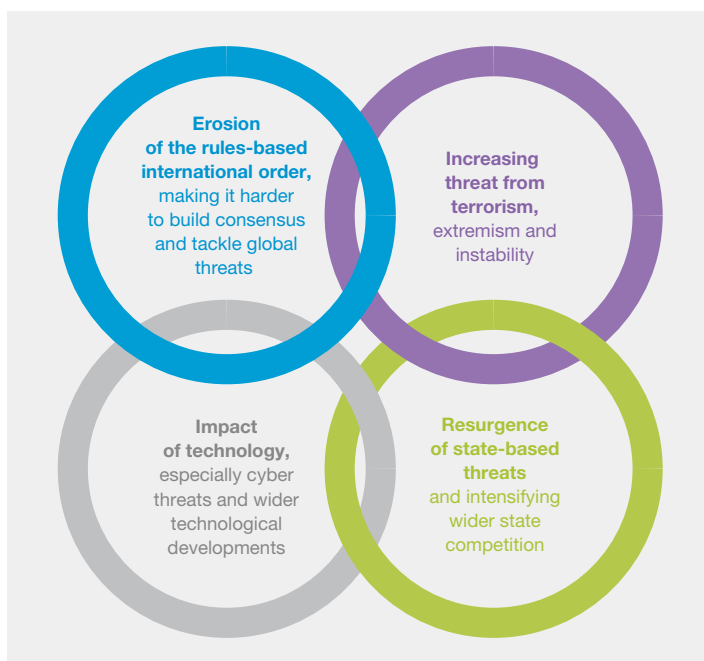 Erosion
of the rules-based
international order,
making it harder
to build consensus
and tackle global
threats
Increasing
threat from
terrorism,
extremism and
instability
Impact
of technology,
especially cyber
threats and wider
technological
developments
Resurgence
of state-based
threats
and intensifying
wider state
competition